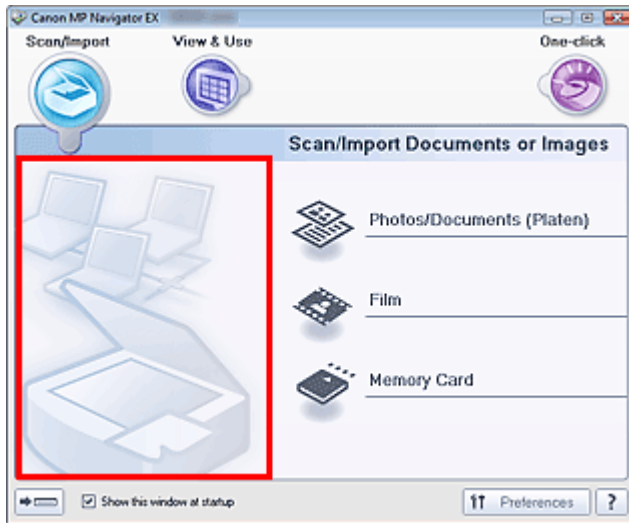 Canon MP Navigator EX
Scan/Import View & Use One-click
Scan/Import Documents or Images
Photos/Documents (Platen)
Film
Memory Card
Show this window at startup Preferences ?